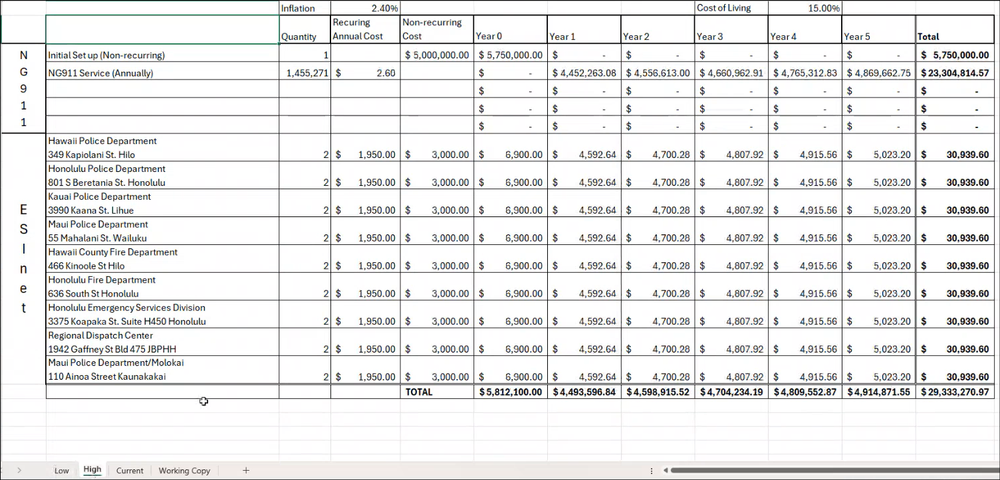 Inflation 2.40% Cost of Living 15.00%
Quantity Recuring Annual Cost Non-recurring Cost Year 0 Year 1 Year 2 Year 3 Year 4 Year 5 Total
N
G
9
1
1
Initial Set up (Non-recurring) 1 $ 5,000,000.00 $ 5,750,000.00 $ - $ - $ - $ - $ - $ 5,750,000.00
NG911 Service (Annually) 1,455,271 $ 2.60 $ - $ 4,452,263.08 $ 4,556,613.00 $ 4,660,962.91 $ 4,765,312.83 $ 4,869,662.75 $ 23,304,814.57
$ - $ - $ - $ - $ - $ - $ -
$ - $ - $ - $ - $ - $ - $ -
$ - $ - $ - $ - $ - $ - $ -
E
S
I
n
e
t
Hawaii Police Department
349 Kapiolani St. Hilo 2 $ 1,950.00 $ 3,000.00 $ 6,900.00 $ 4,592.64 $ 4,700.28 $ 4,807.92 $ 4,915.56 $ 5,023.20 $ 30,939.60
Honolulu Police Department
801 S Beretania St. Honolulu 2 $ 1,950.00 $ 3,000.00 $ 6,900.00 $ 4,592.64 $ 4,700.28 $ 4,807.92 $ 4,915.56 $ 5,023.20 $ 30,939.60
Kauai Police Department
3990 Kaana St. Lihue 2 $ 1,950.00 $ 3,000.00 $ 6,900.00 $ 4,592.64 $ 4,700.28 $ 4,807.92 $ 4,915.56 $ 5,023.20 $ 30,939.60
Maui Police Department
55 Mahalani St. Wailuku 2 $ 1,950.00 $ 3,000.00 $ 6,900.00 $ 4,592.64 $ 4,700.28 $ 4,807.92 $ 4,915.56 $ 5,023.20 $ 30,939.60
Hawaii County Fire Department
466 Kinoole St Hilo 2 $ 1,950.00 $ 3,000.00 $ 6,900.00 $ 4,592.64 $ 4,700.28 $ 4,807.92 $ 4,915.56 $ 5,023.20 $ 30,939.60
Honolulu Fire Department
636 South St Honolulu 2 $ 1,950.00 $ 3,000.00 $ 6,900.00 $ 4,592.64 $ 4,700.28 $ 4,807.92 $ 4,915.56 $ 5,023.20 $ 30,939.60
Honolulu Emergency Services Division
3375 Koapaka St. Suite H450 Honolulu 2 $ 1,950.00 $ 3,000.00 $ 6,900.00 $ 4,592.64 $ 4,700.28 $ 4,807.92 $ 4,915.56 $ 5,023.20 $ 30,939.60
Regional Dispatch Center
1942 Gaffney St Bld 475 JBPHH 2 $ 1,950.00 $ 3,000.00 $ 6,900.00 $ 4,592.64 $ 4,700.28 $ 4,807.92 $ 4,915.56 $ 5,023.20 $ 30,939.60
Maui Police Department/Molokai
110 Ainoa Street Kaunakakai 2 $ 1,950.00 $ 3,000.00 $ 6,900.00 $ 4,592.64 $ 4,700.28 $ 4,807.92 $ 4,915.56 $ 5,023.20 $ 30,939.60
TOTAL $ 5,812,100.00 $ 4,493,596.84 $ 4,598,915.52 $ 4,704,234.19 $ 4,809,552.87 $ 4,914,871.55 $ 29,333,270.97
Low High Current Working Copy +